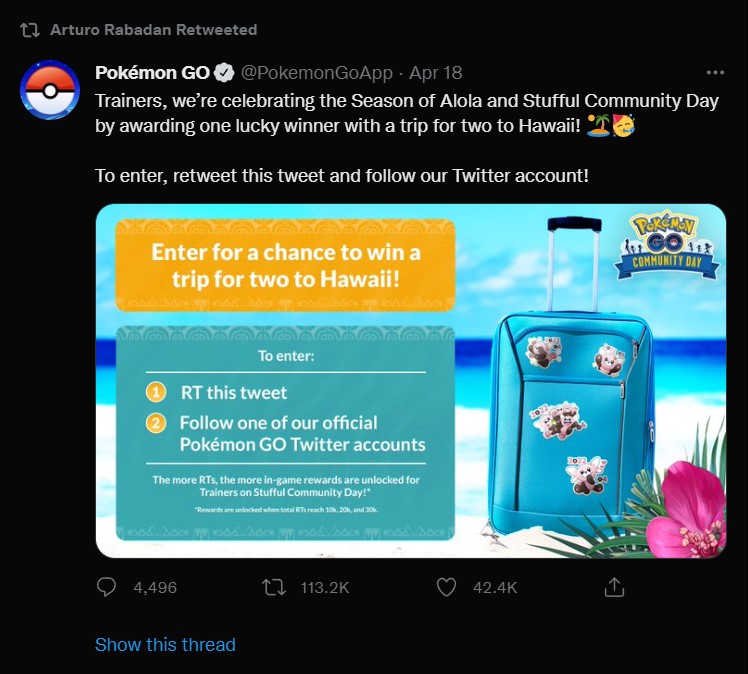 Arturo Rabadan Retweeted
Pokémon GO @PokemonGoApp · Apr 18
Trainers, we're celebrating the Season of Alola and Stufful Community Day
by awarding one lucky winner with a trip for two to Hawaii! 🏝️🥳
To enter, retweet this tweet and follow our Twitter account!
Enter for a chance to win a
trip for two to Hawaii!
To enter:
1 RT this tweet
2 Follow one of our official
Pokémon GO Twitter accounts
The more RTs, the more in-game rewards are unlocked for
Trainers on Stufful Community Day!*
*Rewards are unlocked when total RTs reach 10k, 20k, and 30k.
POKÉMON
GO
COMMUNITY DAY
2022
2022
4,496 113.2K 42.4K
Show this thread